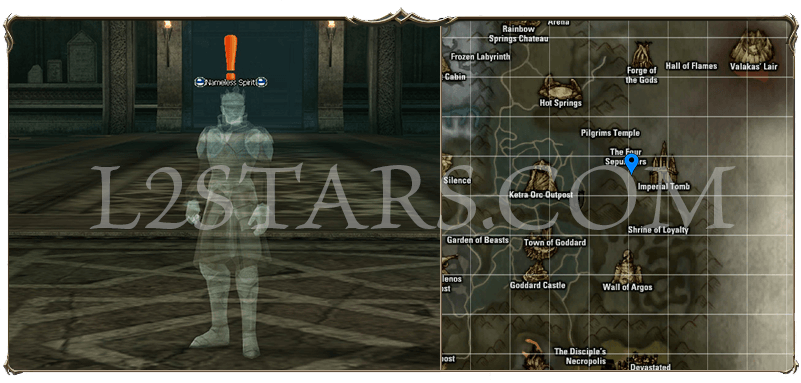 Nameless Spirit
L2STARS.COM
Arena
Rainbow
Springs Chateau
Frozen Labyrinth
Cabin
Forge of
the Gods
Hall of Flames
Valakas' Lair
Hot Springs
Pilgrims Temple
The Four
Imperial Tomb
Silence
Ketra Orc Outpost
Shrine of Loyalty
Garden of Beasts
Town of Goddard
Goddard Castle
Wall of Argos
The Disciple's
Necropolis
Devastated